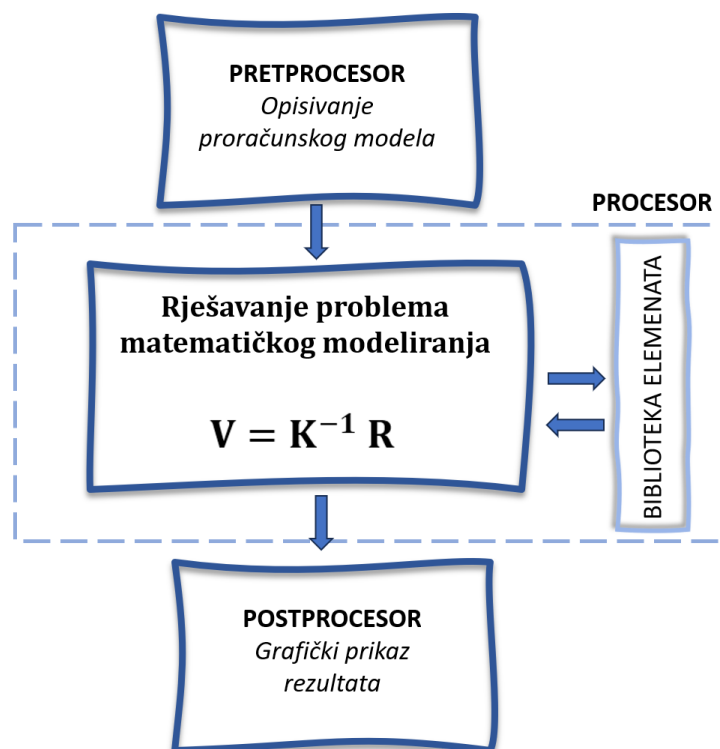 PRETPROCESOR
Opisivanje
proračunskog modela
PROCESOR
Rješavanje problema
matematičkog modeliranja
V = K⁻¹ R
BIBLIOTEKA ELEMENATA
POSTPROCESOR
Grafički prikaz
rezultata